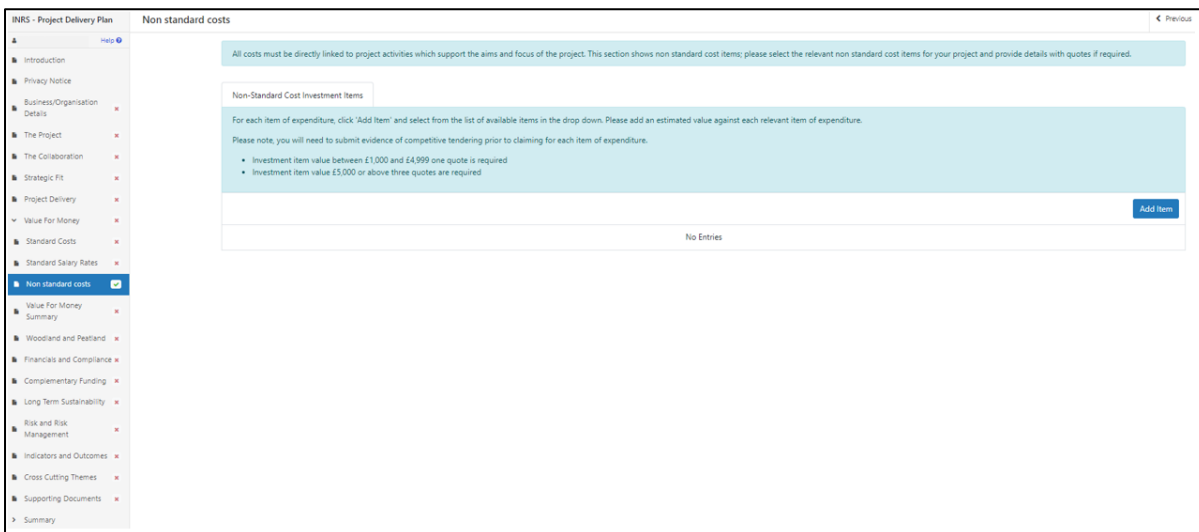 INRS - Project Delivery Plan
Non standard costs
Previous
Help
Introduction
Privacy Notice
Business/Organisation
Details
The Project
The Collaboration
Strategic Fit
Project Delivery
Value For Money
Standard Costs
Standard Salary Rates
Non standard costs
Value For Money
Summary
Woodland and Peatland
Financials and Compliance
Complementary Funding
Long Term Sustainability
Risk and Risk
Management
Indicators and Outcomes
Cross Cutting Themes
Supporting Documents
Summary
All costs must be directly linked to project activities which support the aims and focus of the project. This section shows non standard cost items; please select the relevant non standard cost items for your project and provide details with quotes if required.
Non-Standard Cost Investment Items
For each item of expenditure, click 'Add Item' and select from the list of available items in the drop down. Please add an estimated value against each relevant item of expenditure.
Please note, you will need to submit evidence of competitive tendering prior to claiming for each item of expenditure.
• Investment item value between £1,000 and £4,999 one quote is required
• Investment item value £5,000 or above three quotes are required
Add Item
No Entries